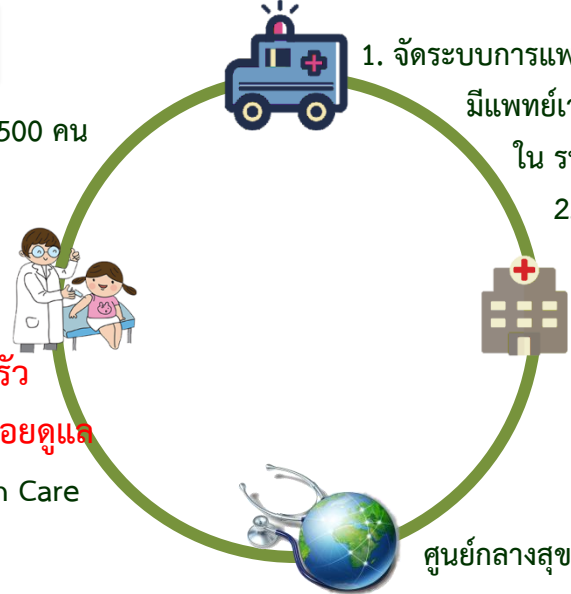 1. จัดระบบการแพ
มีแพทย์เ
500 คน
ใน
2
รัว
อยดูแล
Care
ศูนย์กลางสุข